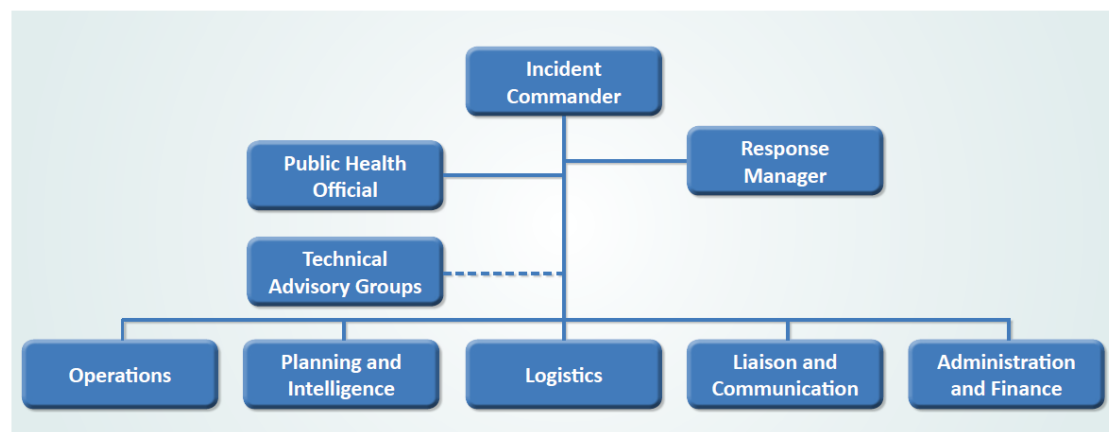 Incident
Commander
Response
Manager
Public Health
Official
Technical
Advisory Groups
Operations
Planning and
Intelligence
Logistics
Liaison and
Communication
Administration
and Finance